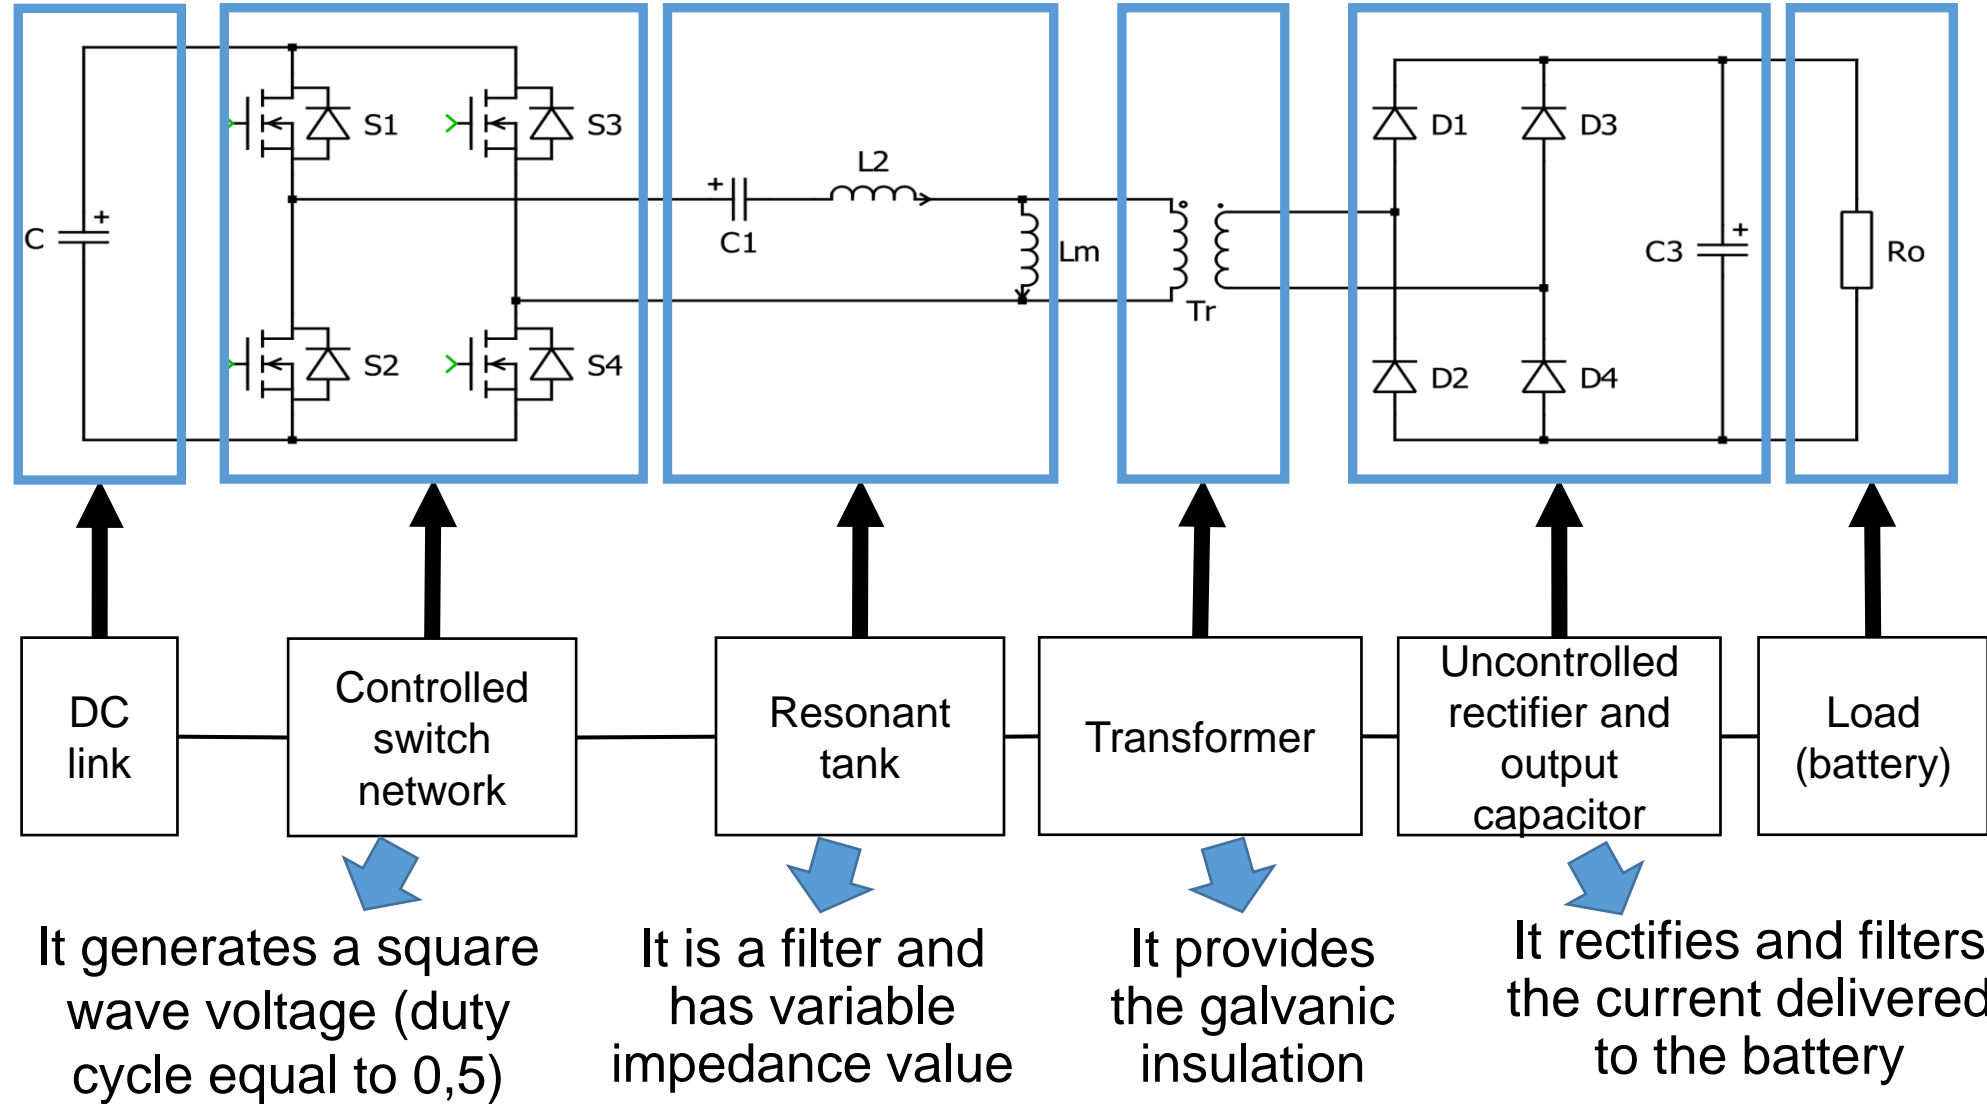 S1
S3
L2
D1
D3
+
+
C
C1
Lm
Tr
+
C3
Ro
S2
S4
D2
D4
DC
link
Controlled
switch
network
Resonant
tank
Transformer
Uncontrolled
rectifier and
output
capacitor
Load
(battery)
It generates a square
wave voltage (duty
cycle equal to 0,5)
It is a filter and
has variable
impedance value
It provides
the galvanic
insulation
It rectifies and filters
the current delivered
to the battery